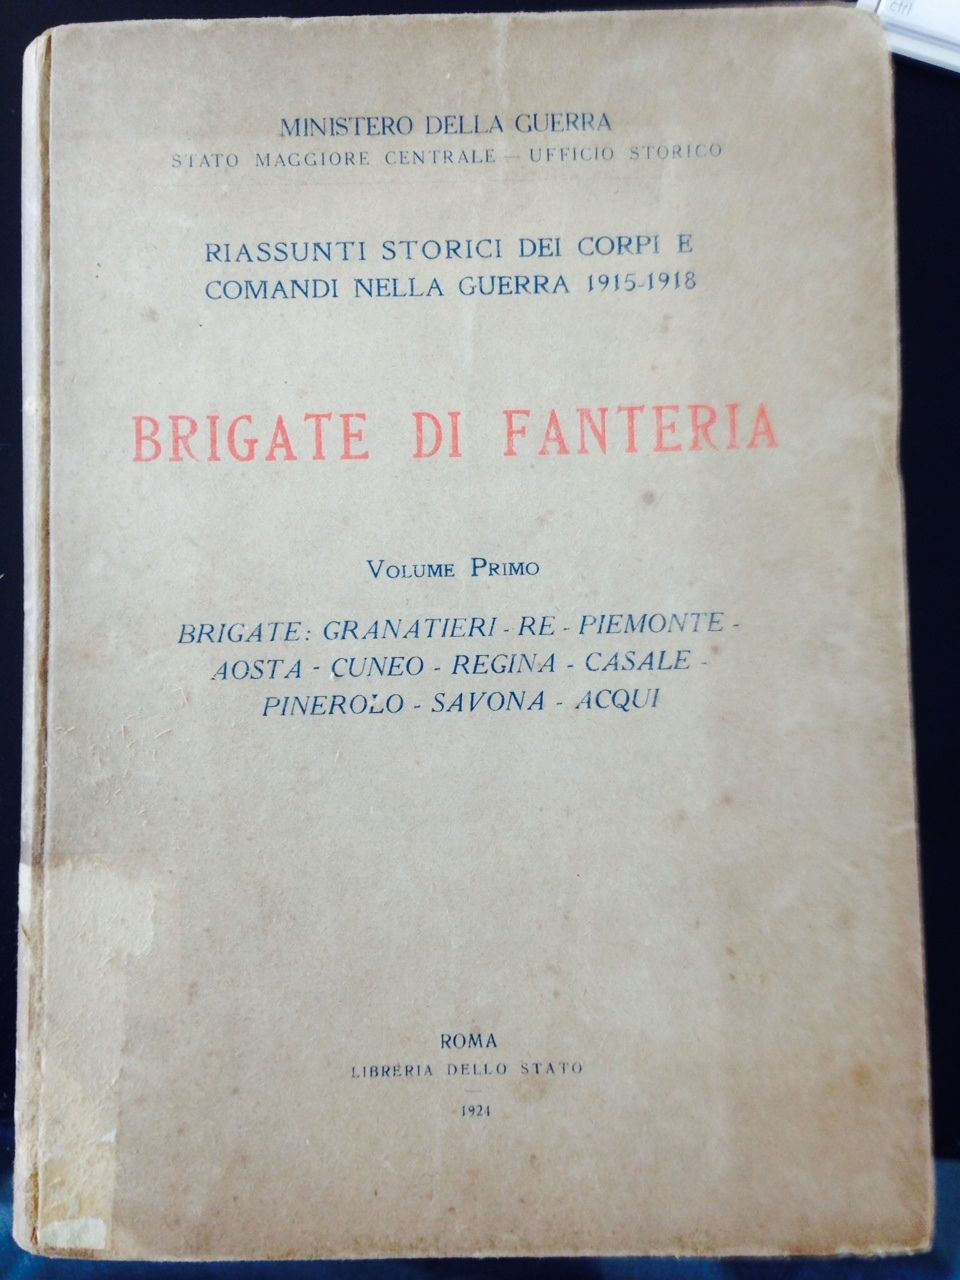 ctrl
MINISTERO DELLA GUERRA
STATO MAGGIORE CENTRALE — UFFICIO STORICO
RIASSUNTI STORICI DEI CORPI E
COMANDI NELLA GUERRA 1915-1918
BRIGATE DI FANTERIA
VOLUME PRIMO
BRIGATE: GRANATIERI - RE - PIEMONTE -
AOSTA - CUNEO - REGINA - CASALE -
PINEROLO - SAVONA - ACQUI
ROMA
LIBRERIA DELLO STATO
1924